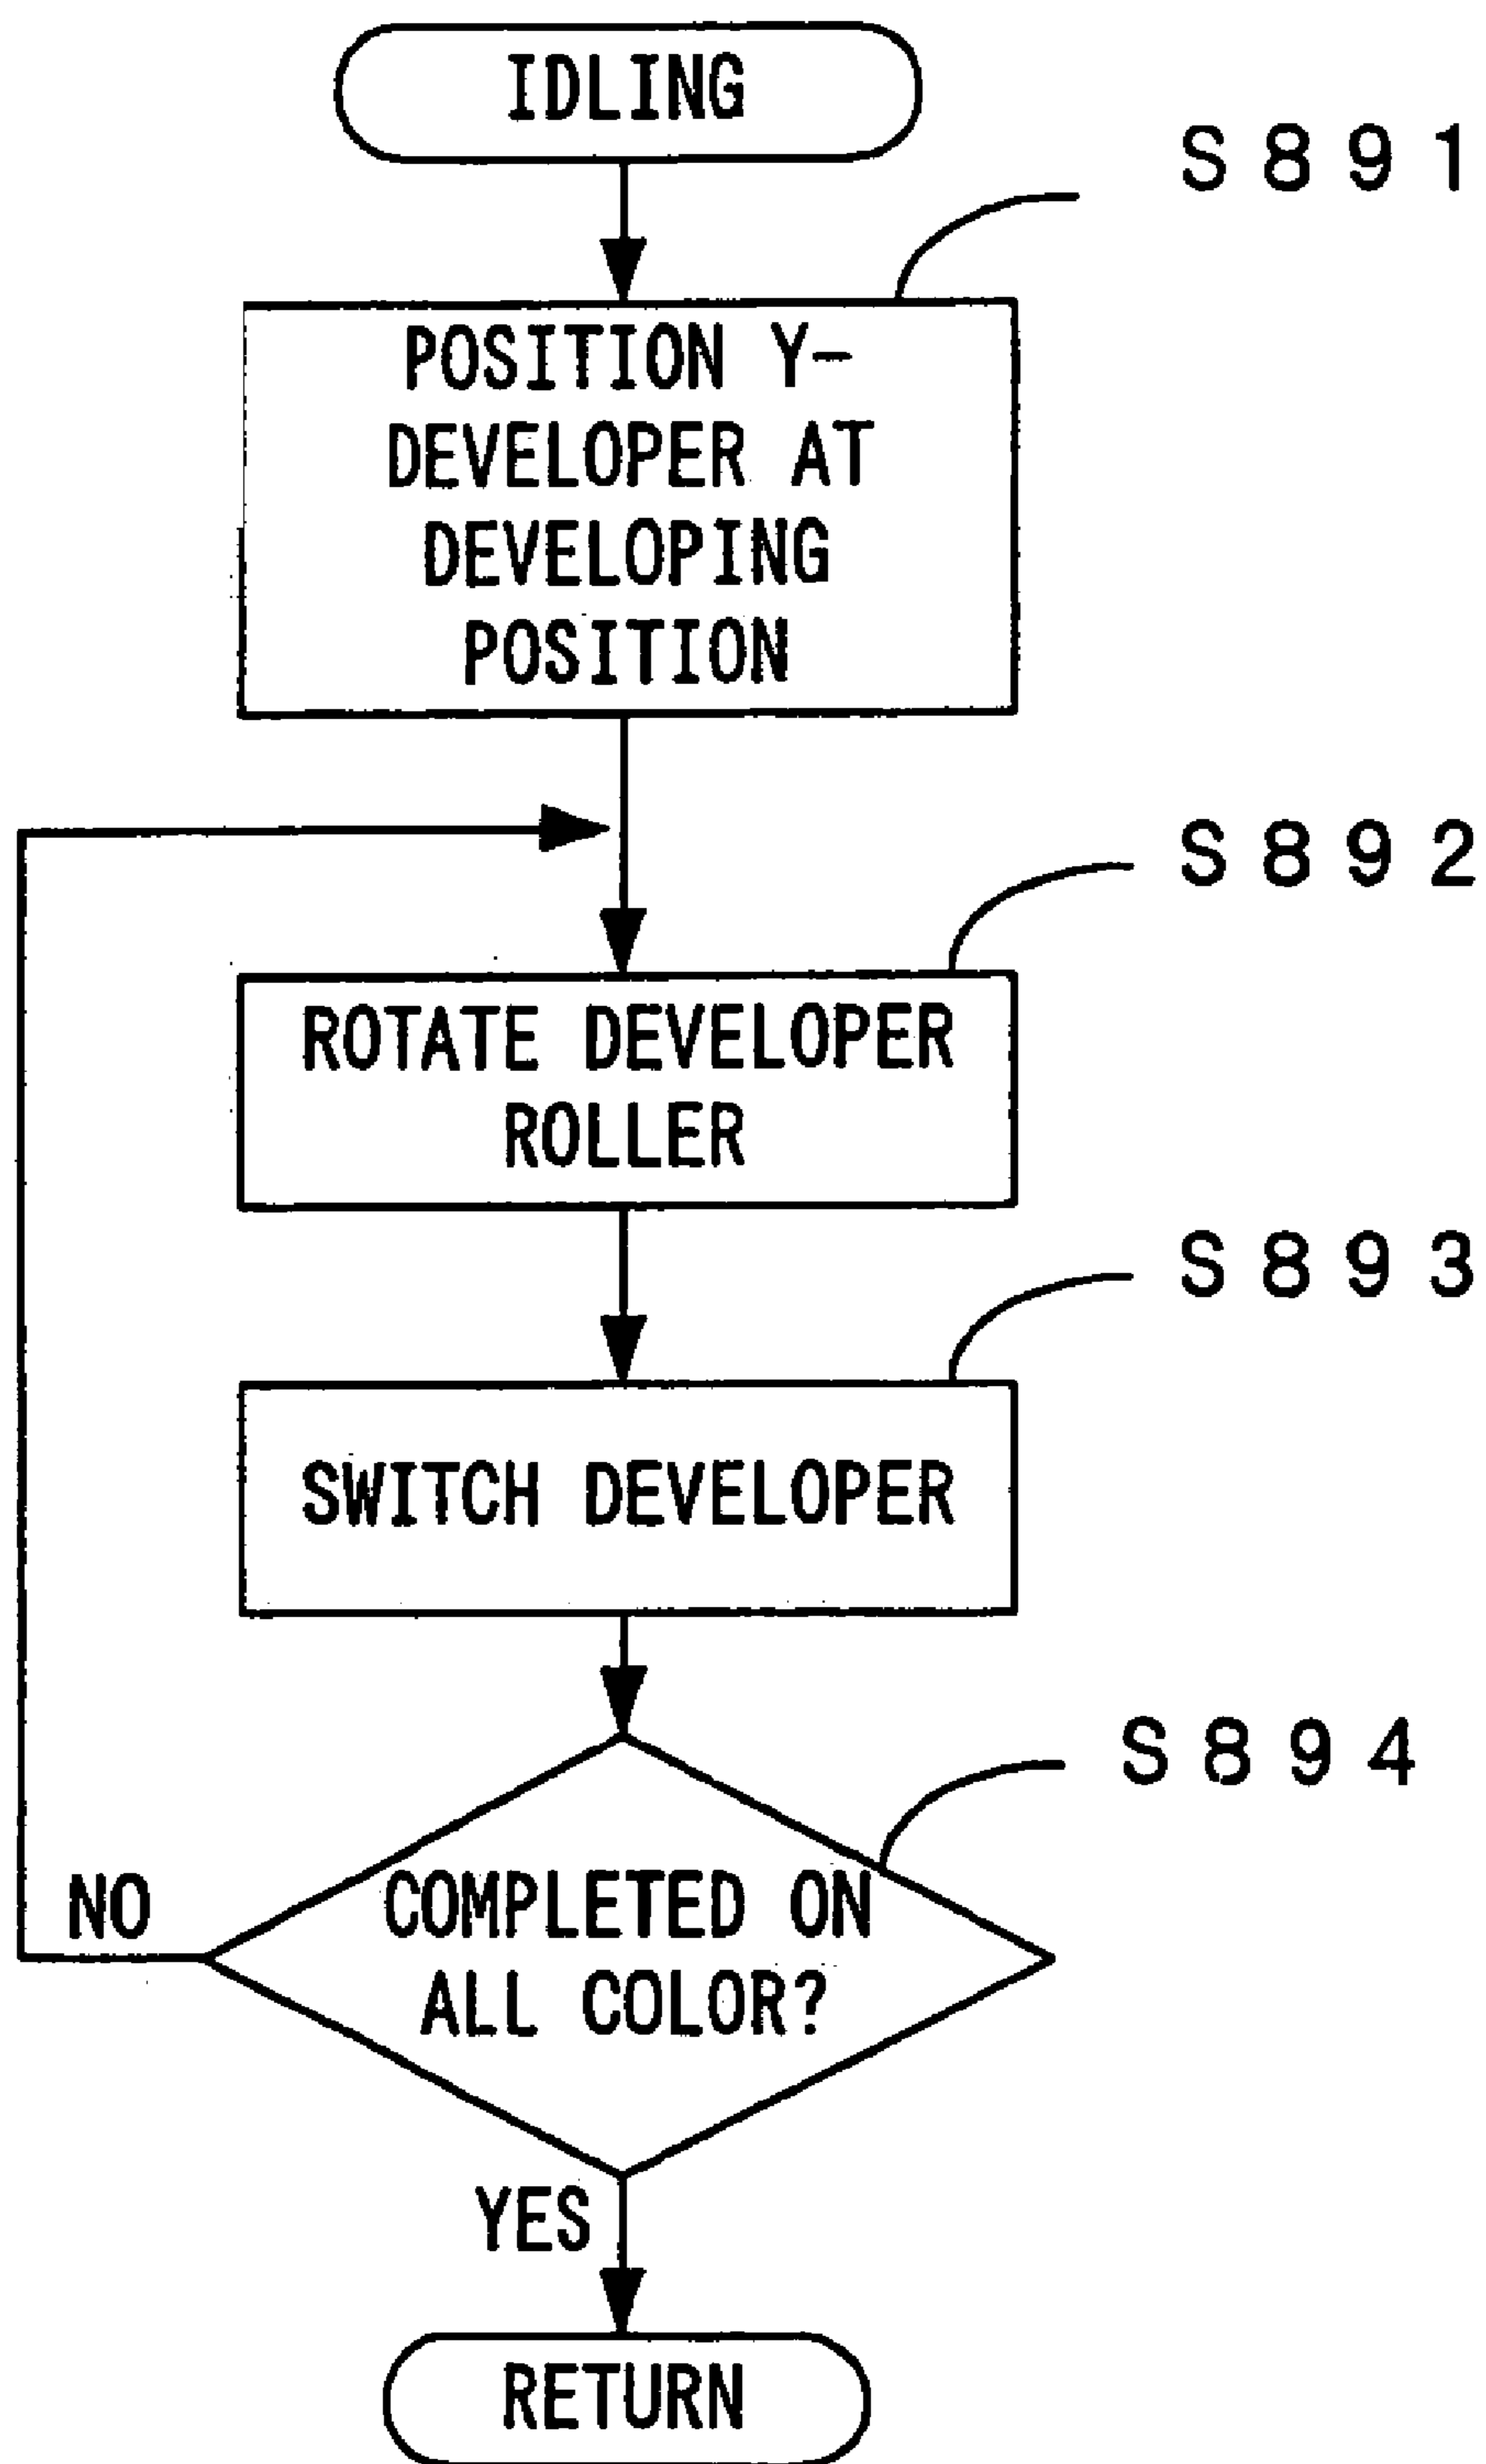 IDLING
S891
POSITION Y-
DEVELOPER AT
DEVELOPING
POSITION
S892
ROTATE DEVELOPER
ROLLER
S893
SWITCH DEVELOPER
S894
NO
COMPLETED ON
ALL COLOR?
YES
RETURN